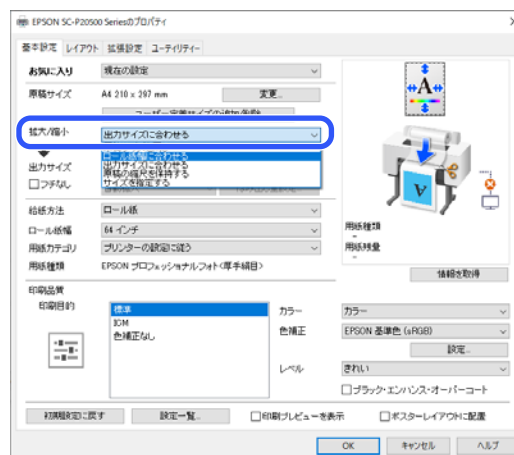 EPSON SC-P20500 Seriesのプロパティ
基本設定 レイアウト 拡張設定 ユーティリティー
お気に入り 現在の設定
原稿サイズ A4 210 x 297 mm 変更...
拡大/縮小 出力サイズに合わせる
ロール紙幅に合わせる
出力サイズに合わせる
原稿の縮尺を保持する
サイズを指定する
出力サイズ
フチなし
給紙方法 ロール紙
ロール紙幅 64 インチ
用紙カテゴリ プリンターの設定に従う
用紙種類 EPSON プロフェッショナルフォト<厚手絹目>
A
用紙種類
-
用紙残量
-
情報を取得
印刷品質
印刷目的 標準
ICM
色補正なし
カラー カラー
色補正 EPSON 基準色 (sRGB)
設定...
レベル きれい
ブラック・エンハンス・オーバーコート
初期設定に戻す 設定一覧... 印刷プレビューを表示 ポスターレイアウトに配置
OK キャンセル ヘルプ